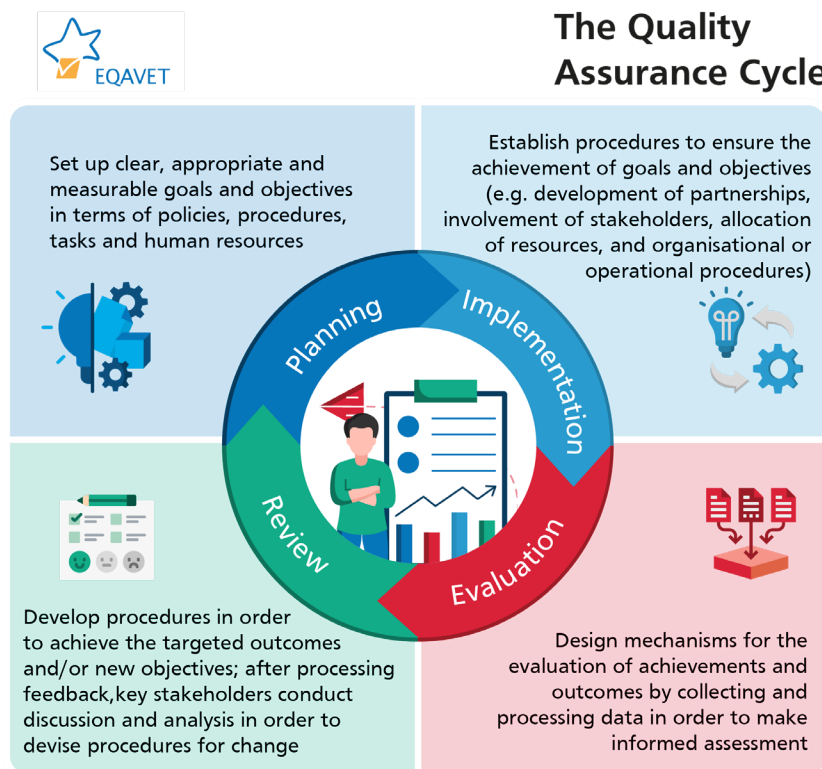 EQAVET
The Quality
Assurance Cycle
Set up clear, appropriate and
measurable goals and objectives
in terms of policies, procedures,
tasks and human resources
Establish procedures to ensure the
achievement of goals and objectives
(e.g. development of partnerships,
involvement of stakeholders, allocation
of resources, and organisational or
operational procedures)
Planning
Implementation
Review
Evaluation
Develop procedures in order
to achieve the targeted outcomes
and/or new objectives; after processing
feedback,key stakeholders conduct
discussion and analysis in order to
devise procedures for change
Design mechanisms for the
evaluation of achievements and
outcomes by collecting and
processing data in order to make
informed assessment